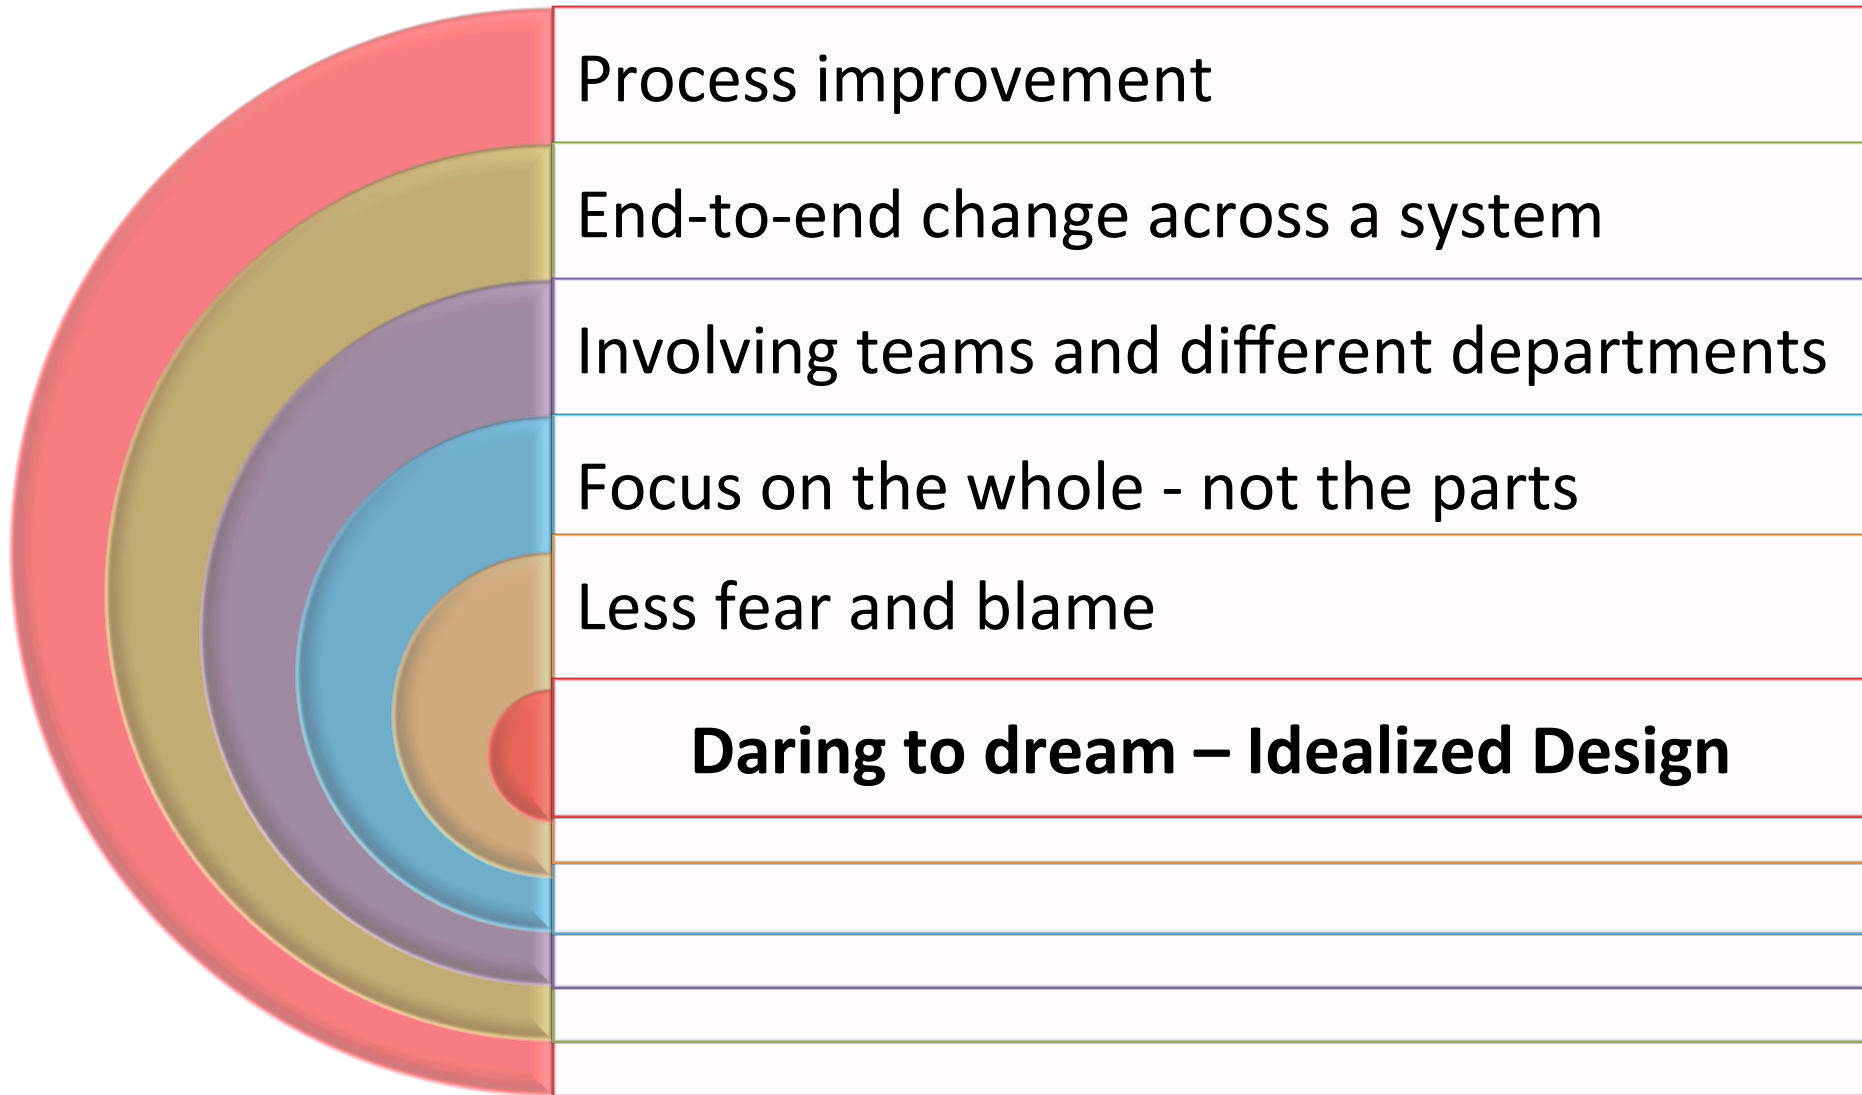 Process improvement
End-to-end change across a system
Involving teams and different departments
Focus on the whole - not the parts
Less fear and blame
Daring to dream – Idealized Design